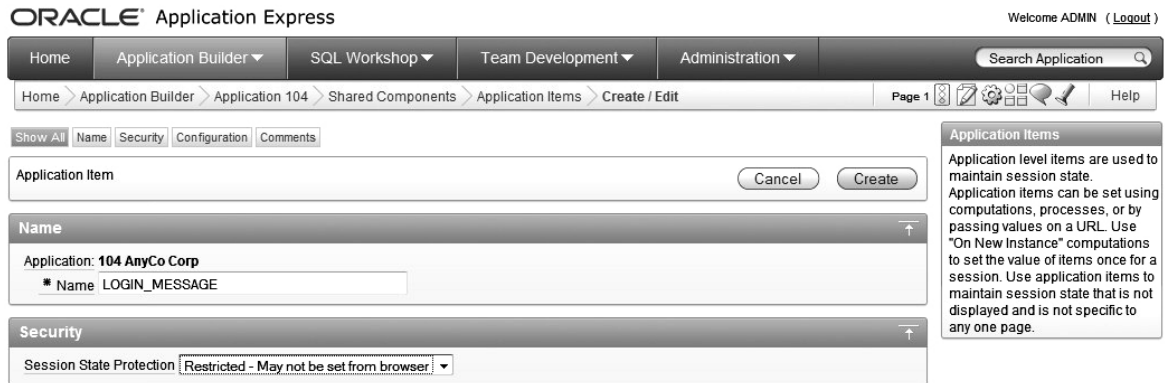 ORACLE® Application Express
Welcome ADMIN ( Logout )
Home Application Builder SQL Workshop Team Development Administration Search Application
Home Application Builder Application 104 Shared Components Application Items Create / Edit Page 1 Help
Show All Name Security Configuration Comments
Application Item Cancel Create
Name
Application: 104 AnyCo Corp
* Name LOGIN_MESSAGE
Security
Session State Protection Restricted - May not be set from browser
Application Items
Application level items are used to
maintain session state.
Application items can be set using
computations, processes, or by
passing values on a URL. Use
"On New Instance" computations
to set the value of items once for a
session. Use application items to
maintain session state that is not
displayed and is not specific to
any one page.